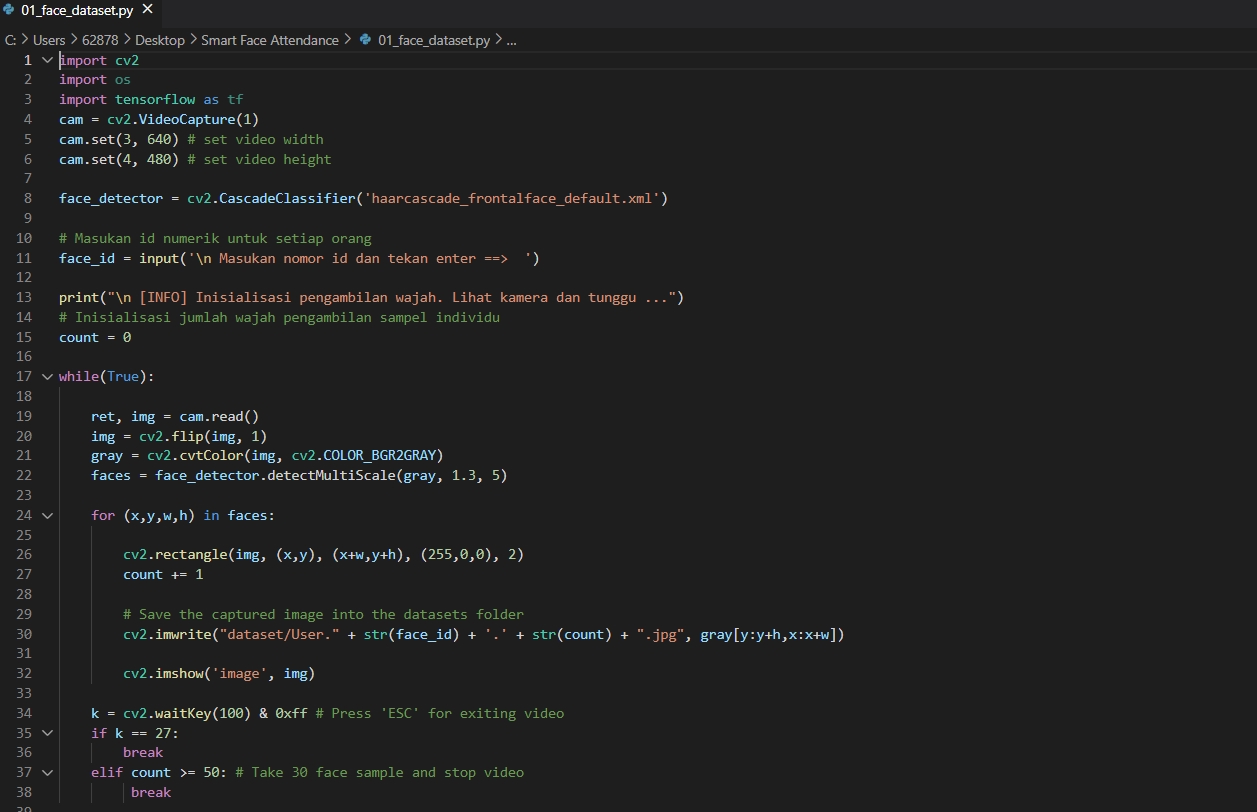 01_face_dataset.py ×
C: > Users > 62878 > Desktop > Smart Face Attendance > 01_face_dataset.py > ...
1 import cv2
2 import os
3 import tensorflow as tf
4 cam = cv2.VideoCapture(1)
5 cam.set(3, 640) # set video width
6 cam.set(4, 480) # set video height
7
8 face_detector = cv2.CascadeClassifier('haarcascade_frontalface_default.xml')
9
10 # Masukan id numerik untuk setiap orang
11 face_id = input('\n Masukan nomor id dan tekan enter ==>  ')
12
13 print("\n [INFO] Inisialisasi pengambilan wajah. Lihat kamera dan tunggu ...")
14 # Inisialisasi jumlah wajah pengambilan sampel individu
15 count = 0
16
17 while(True):
18
19     ret, img = cam.read()
20     img = cv2.flip(img, 1)
21     gray = cv2.cvtColor(img, cv2.COLOR_BGR2GRAY)
22     faces = face_detector.detectMultiScale(gray, 1.3, 5)
23
24     for (x,y,w,h) in faces:
25
26         cv2.rectangle(img, (x,y), (x+w,y+h), (255,0,0), 2)
27         count += 1
28
29         # Save the captured image into the datasets folder
30         cv2.imwrite("dataset/User." + str(face_id) + '.' + str(count) + ".jpg", gray[y:y+h,x:x+w])
31
32         cv2.imshow('image', img)
33
34     k = cv2.waitKey(100) & 0xff # Press 'ESC' for exiting video
35     if k == 27:
36         break
37     elif count >= 50: # Take 30 face sample and stop video
38          break
39